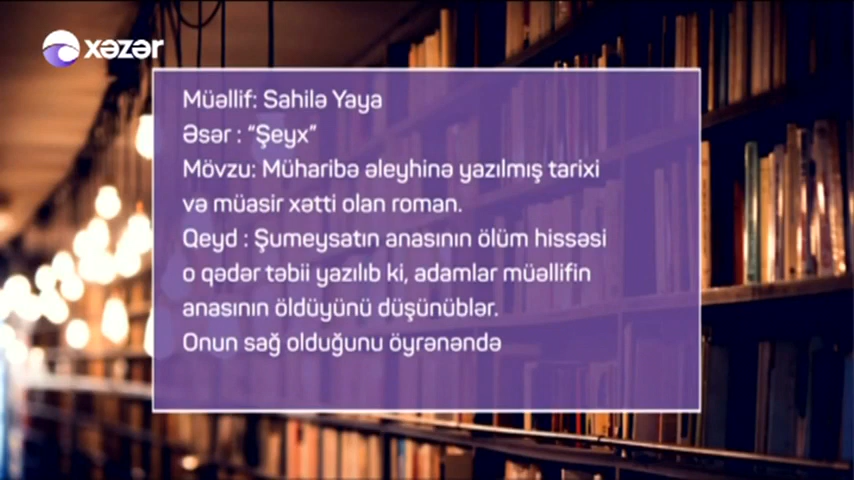 xəzər
Müəllif: Sahilə Yaya
Əsər : “Şeyx”
Mövzu: Müharibə əleyhinə yazılmış tarixi
və müasir xətti olan roman.
Qeyd : Şumeysatın anasının ölüm hissəsi
o qədər təbii yazılıb ki, adamlar müəllifin
anasının öldüyünü düşünüblər.
Onun sağ olduğunu öyrənəndə